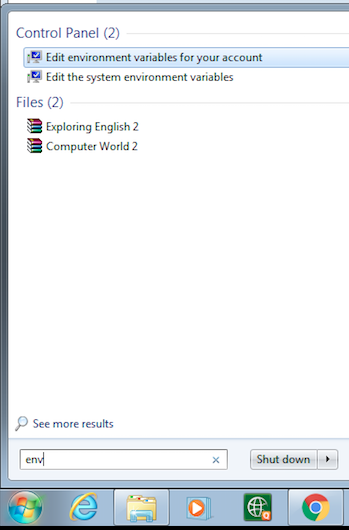 Control Panel (2)
Edit environment variables for your account
Edit the system environment variables
Files (2)
Exploring English 2
Computer World 2
See more results
env
Shut down